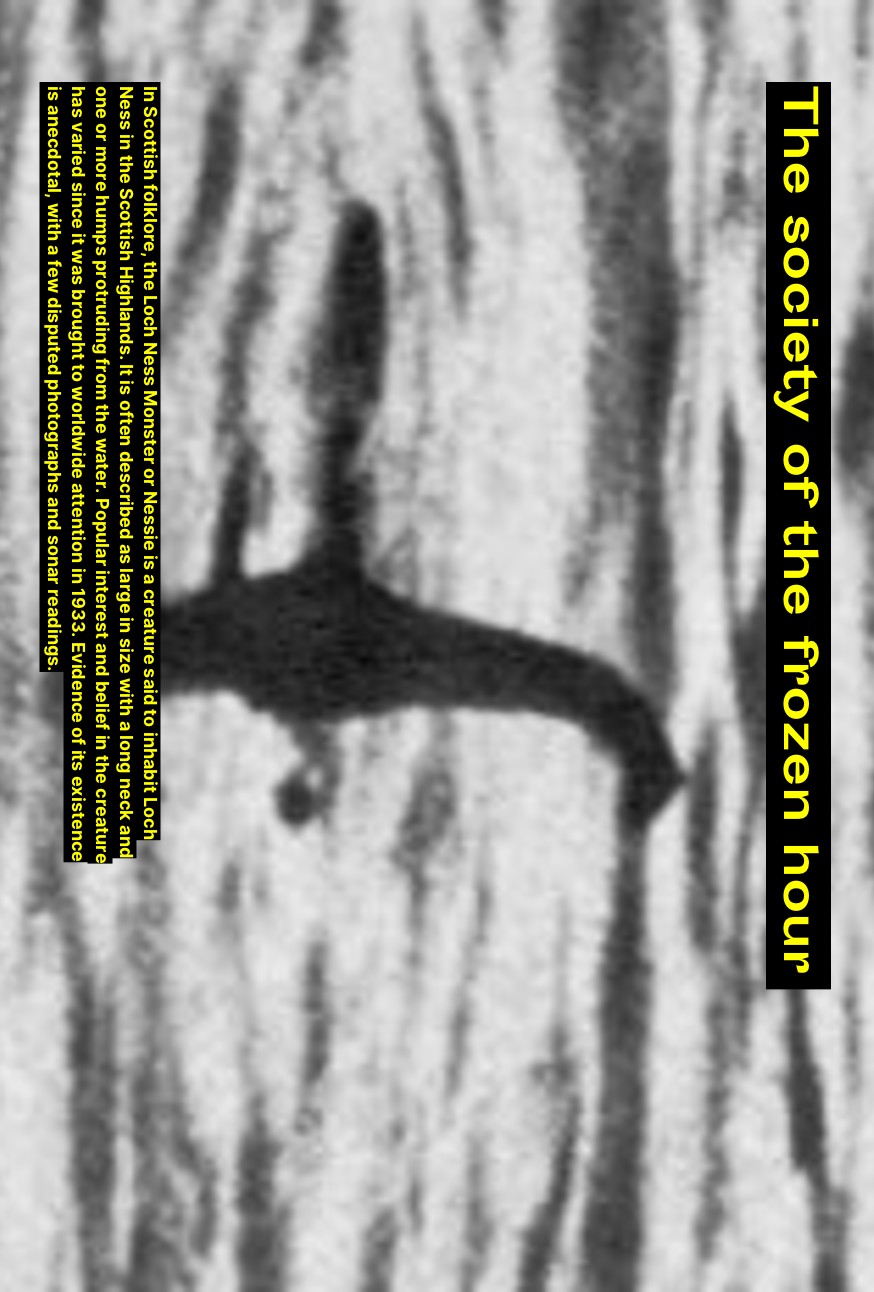 The society of the frozen hour
In Scottish folklore, the Loch Ness Monster or Nessie is a creature said to inhabit Loch
Ness in the Scottish Highlands. It is often described as large in size with a long neck and
one or more humps protruding from the water. Popular interest and belief in the creature
has varied since it was brought to worldwide attention in 1933. Evidence of its existence
is anecdotal, with a few disputed photographs and sonar readings.